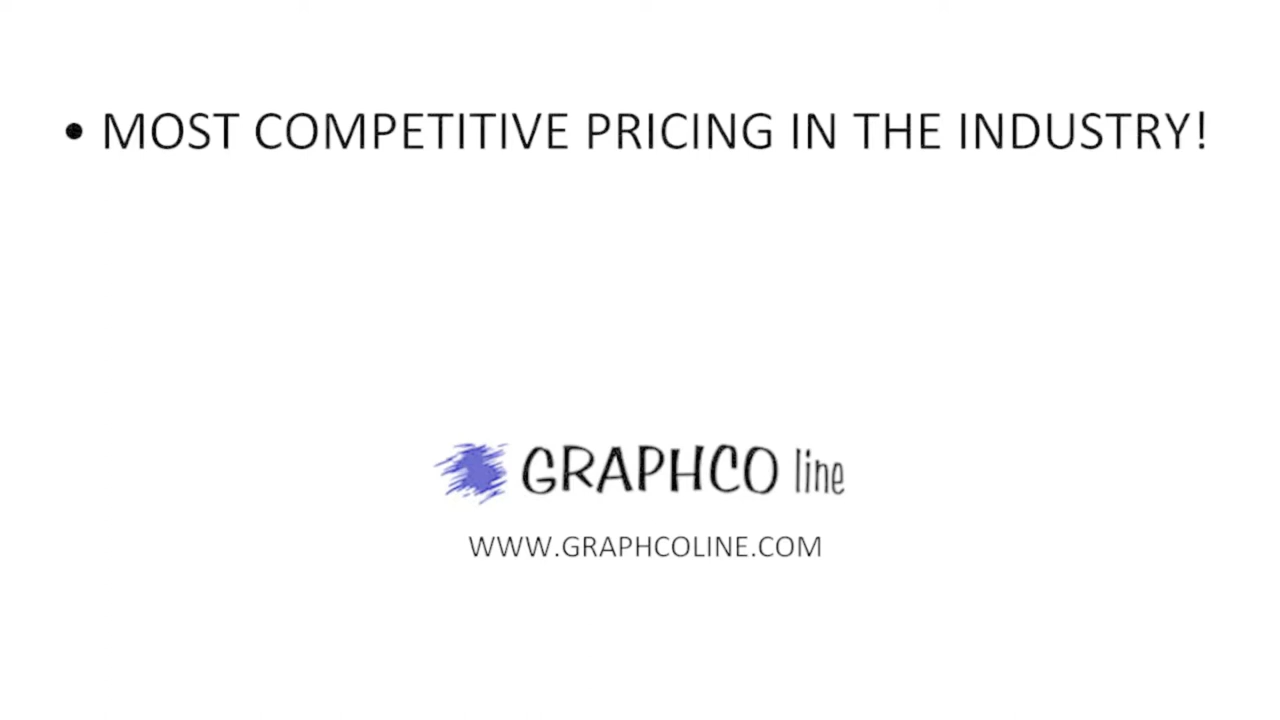 • MOST COMPETITIVE PRICING IN THE INDUSTRY!
GRAPHCO line
WWW.GRAPHCOLINE.COM